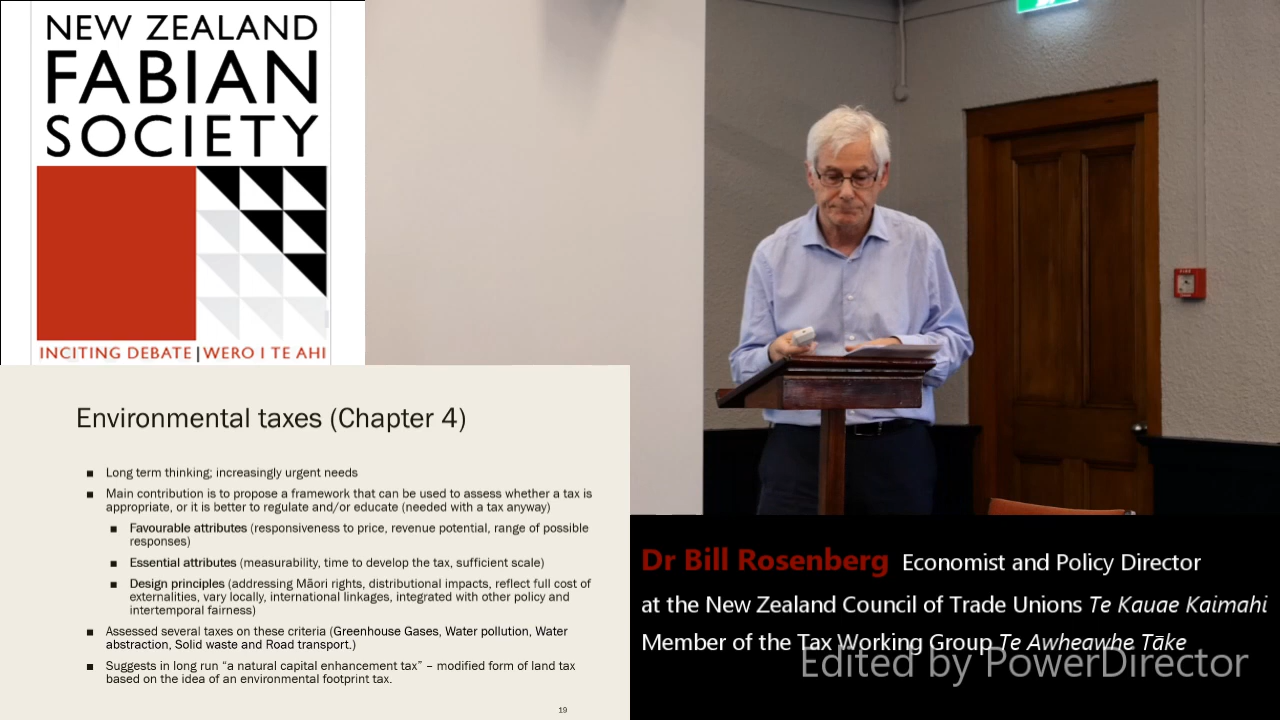 NEW ZEALAND
FABIAN
SOCIETY
INCITING DEBATE | WERO I TE AHI
Environmental taxes (Chapter 4)
■ Long term thinking; increasingly urgent needs
■ Main contribution is to propose a framework that can be used to assess whether a tax is
appropriate, or it is better to regulate and/or educate (needed with a tax anyway)
■ Favourable attributes (responsiveness to price, revenue potential, range of possible
responses)
■ Essential attributes (measurability, time to develop the tax, sufficient scale)
■ Design principles (addressing Māori rights, distributional impacts, reflect full cost of
externalities, vary locally, international linkages, integrated with other policy and
intertemporal fairness)
■ Assessed several taxes on these criteria (Greenhouse Gases, Water pollution, Water
abstraction, Solid waste and Road transport.)
■ Suggests in long run “a natural capital enhancement tax” – modified form of land tax
based on the idea of an environmental footprint tax.
19
FIRE
Dr Bill Rosenberg Economist and Policy Director
at the New Zealand Council of Trade Unions Te Kauae Kaimahi
Member of the Tax Working Group Te Awheawhe Tāke
Edited by PowerDirector